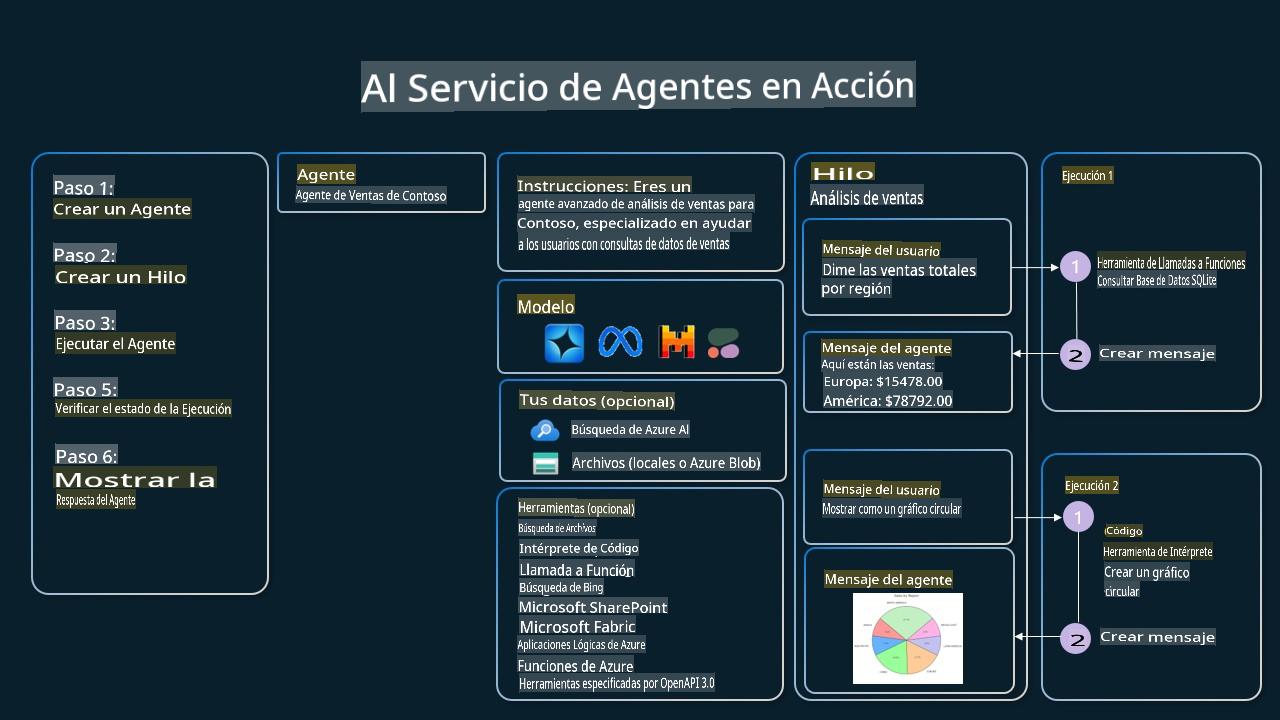 Al Servicio de Agentes en Acción
Paso 1:
Crear un Agente
Paso 2:
Crear un Hilo
Paso 3:
Ejecutar el Agente
Paso 5:
Verificar el estado de la Ejecución
Paso 6:
Mostrar la
Respuesta del Agente
Agente
Agente de Ventas de Contoso
Instrucciones: Eres un
agente avanzado de análisis de ventas para
Contoso, especializado en ayudar
a los usuarios con consultas de datos de ventas
Modelo
Tus datos (opcional)
Búsqueda de Azure AI
Archivos (locales o Azure Blob)
Herramientas (opcional)
Búsqueda de Archivos
Intérprete de Código
Llamada a Función
Búsqueda de Bing
Microsoft SharePoint
Microsoft Fabric
Aplicaciones Lógicas de Azure
Funciones de Azure
Herramientas especificadas por OpenAPI 3.0
Hilo
Análisis de ventas
Mensaje del usuario
Dime las ventas totales
por región
Mensaje del agente
Aquí están las ventas:
Europa: $15478.00
América: $78792.00
Mensaje del usuario
Mostrar como un gráfico circular
Mensaje del agente
Ejecución 1
1
Herramienta de Llamadas a Funciones
Consultar Base de Datos SQLite
2
Crear mensaje
Ejecución 2
1
(Código
Herramienta de Intérprete
Crear un gráfico
circular
2
Crear mensaje